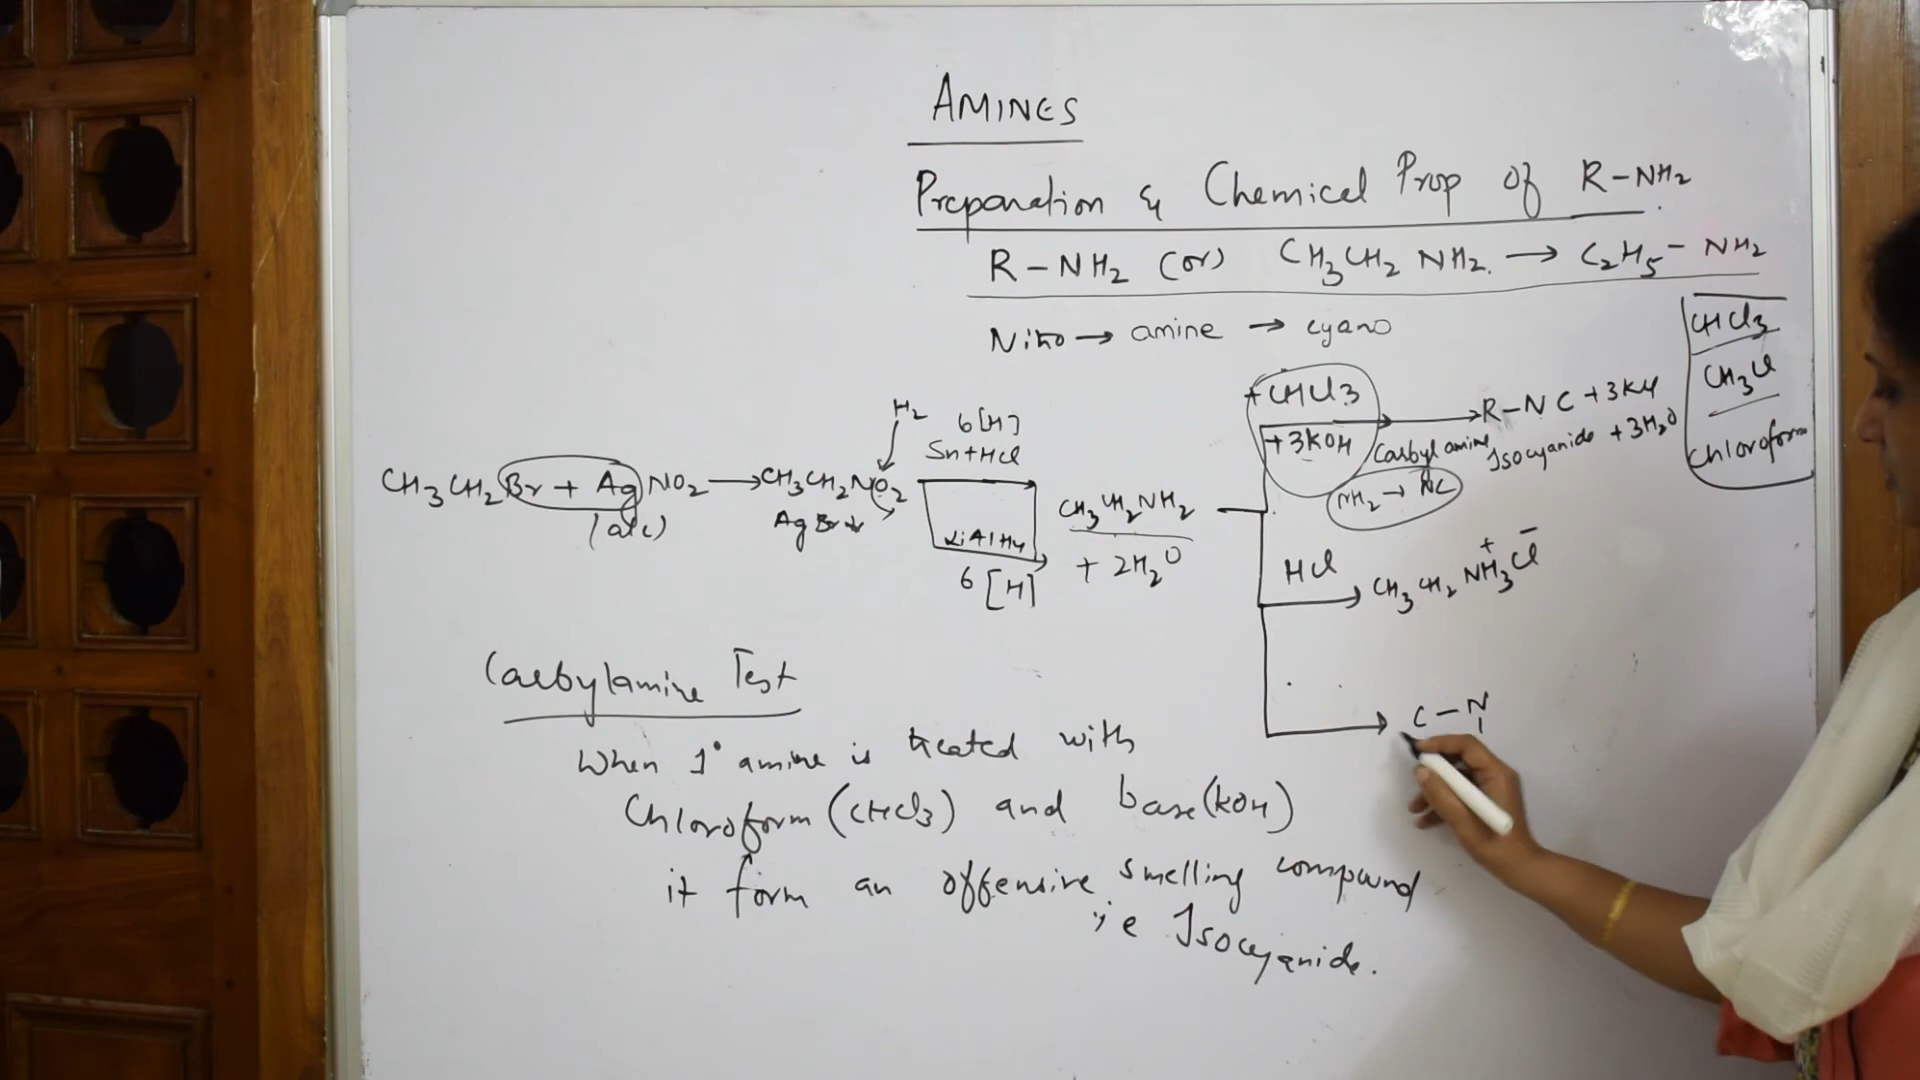 AMINES
Preparation & Chemical Prop of R-NH2
R-NH2 (or) CH3CH2 NH2. → C2H5- NH2
Nitro → amine → cyano
CHCl3
CH3Cl
Chloroform
H2
6[H]
Sn+HCl
CH3CH2Br + AgNO2 → CH3CH2NO2
(alc)
AgBr↓
LiAlH4
6[H]
CH3CH2NH2
+ 2H2O
+CHCl3
+3KOH
R-NC +3KCl
Carbylamine
Isocyanide +3H2O
NH2 → NC
HCl
CH3CH2NH3+Cl-
C-N
Carbylamine Test
When 1° amine is treated with
Chloroform (CHCl3) and base(KOH)
it form an offensive smelling compound
i,e Isocyanide.